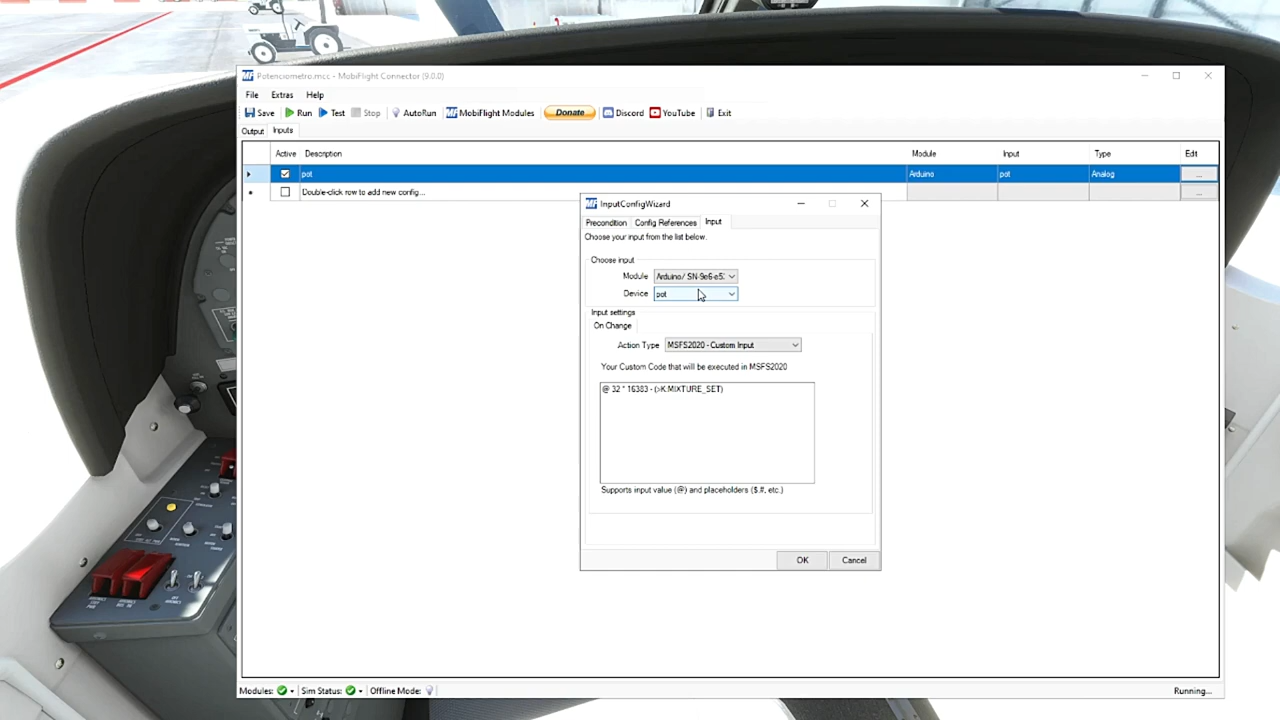 Potenciometro.mcc - MobiFlight Connector (9.0.0)
File Extras Help
Save Run Test Stop AutoRun MobiFlight Modules Donate Discord YouTube Exit
Output Inputs
Active Description Module Input Type Edit
pot Arduino pot Analog ...
Double-click row to add new config... ...
InputConfigWizard
Precondition Config References Input
Choose your input from the list below.
Choose input
Module Arduino/ SN-9e6-e5:
Device pot
Input settings
On Change
Action Type MSFS2020 - Custom Input
Your Custom Code that will be executed in MSFS2020
@ 32 * 16383 - (>K:MIXTURE_SET)
Supports input value (@) and placeholders ($,#, etc.)
OK Cancel
Modules: Sim Status: Offline Mode: Running...